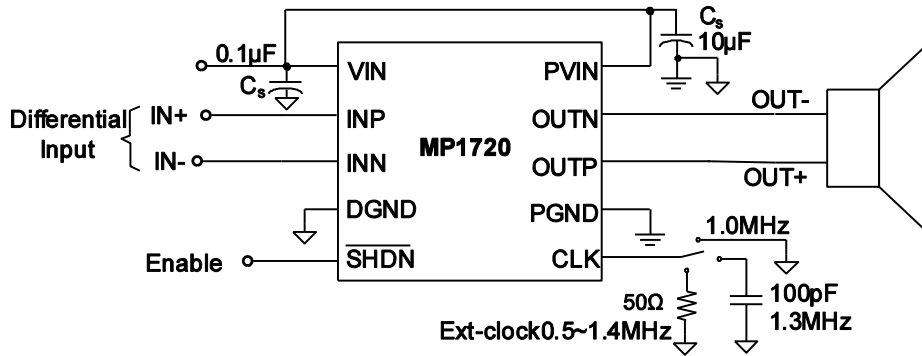 Cs
10μF
0.1μF
Cs
VIN
PVIN
OUT-
Differential
Input
IN+
INP
OUTN
MP1720
IN-
INN
OUTP
OUT+
DGND
PGND
1.0MHz
Enable
SHDN
CLK
50Ω
100pF
Ext-clock0.5~1.4MHz
1.3MHz